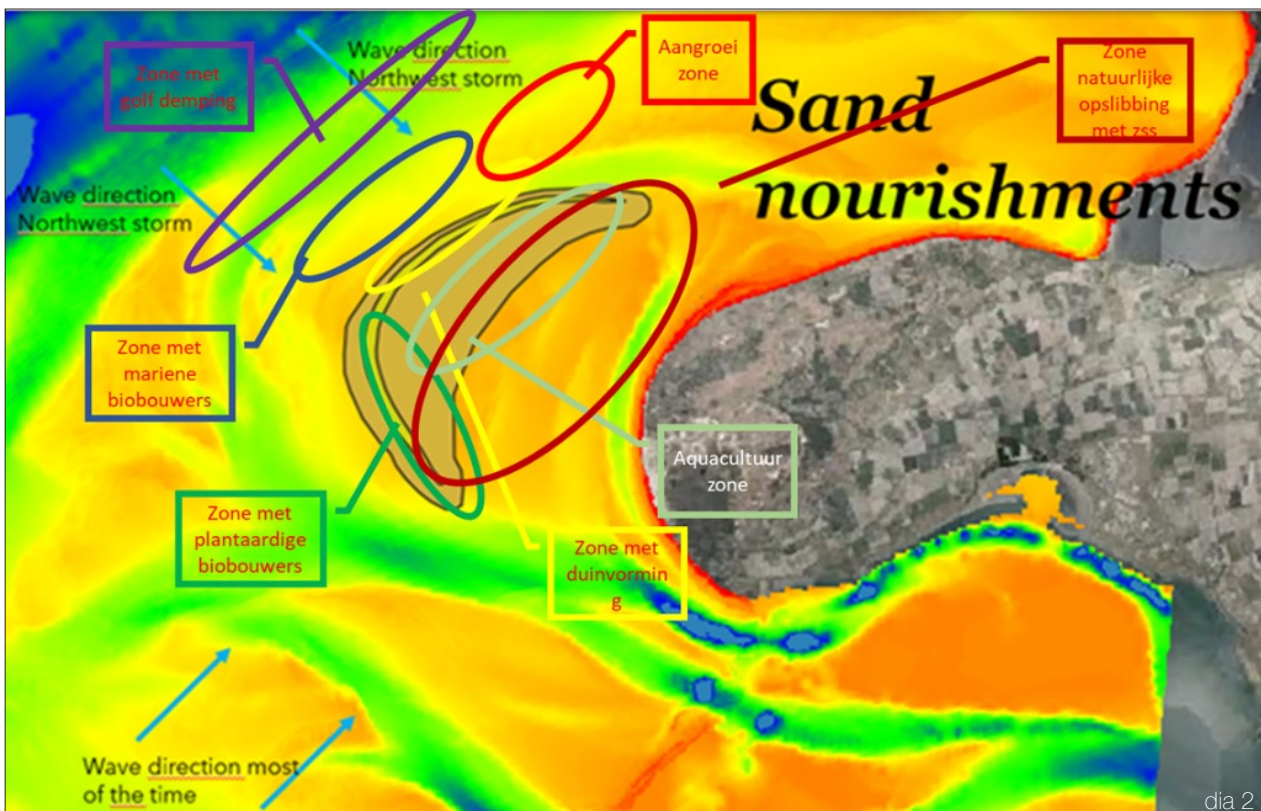 Zone met
golf demping
Wave direction
Northwest storm
Aangroei
zone
Zone
natuurlijke
opslibbing
met zss
Sand
nourishments
Wave direction
Northwest storm
Zone met
mariene
biobouwers
Aquacultuur
zone
Zone met
plantaardige
biobouwers
Zone met
duinvormin
g
Wave direction most
of the time
dia 2